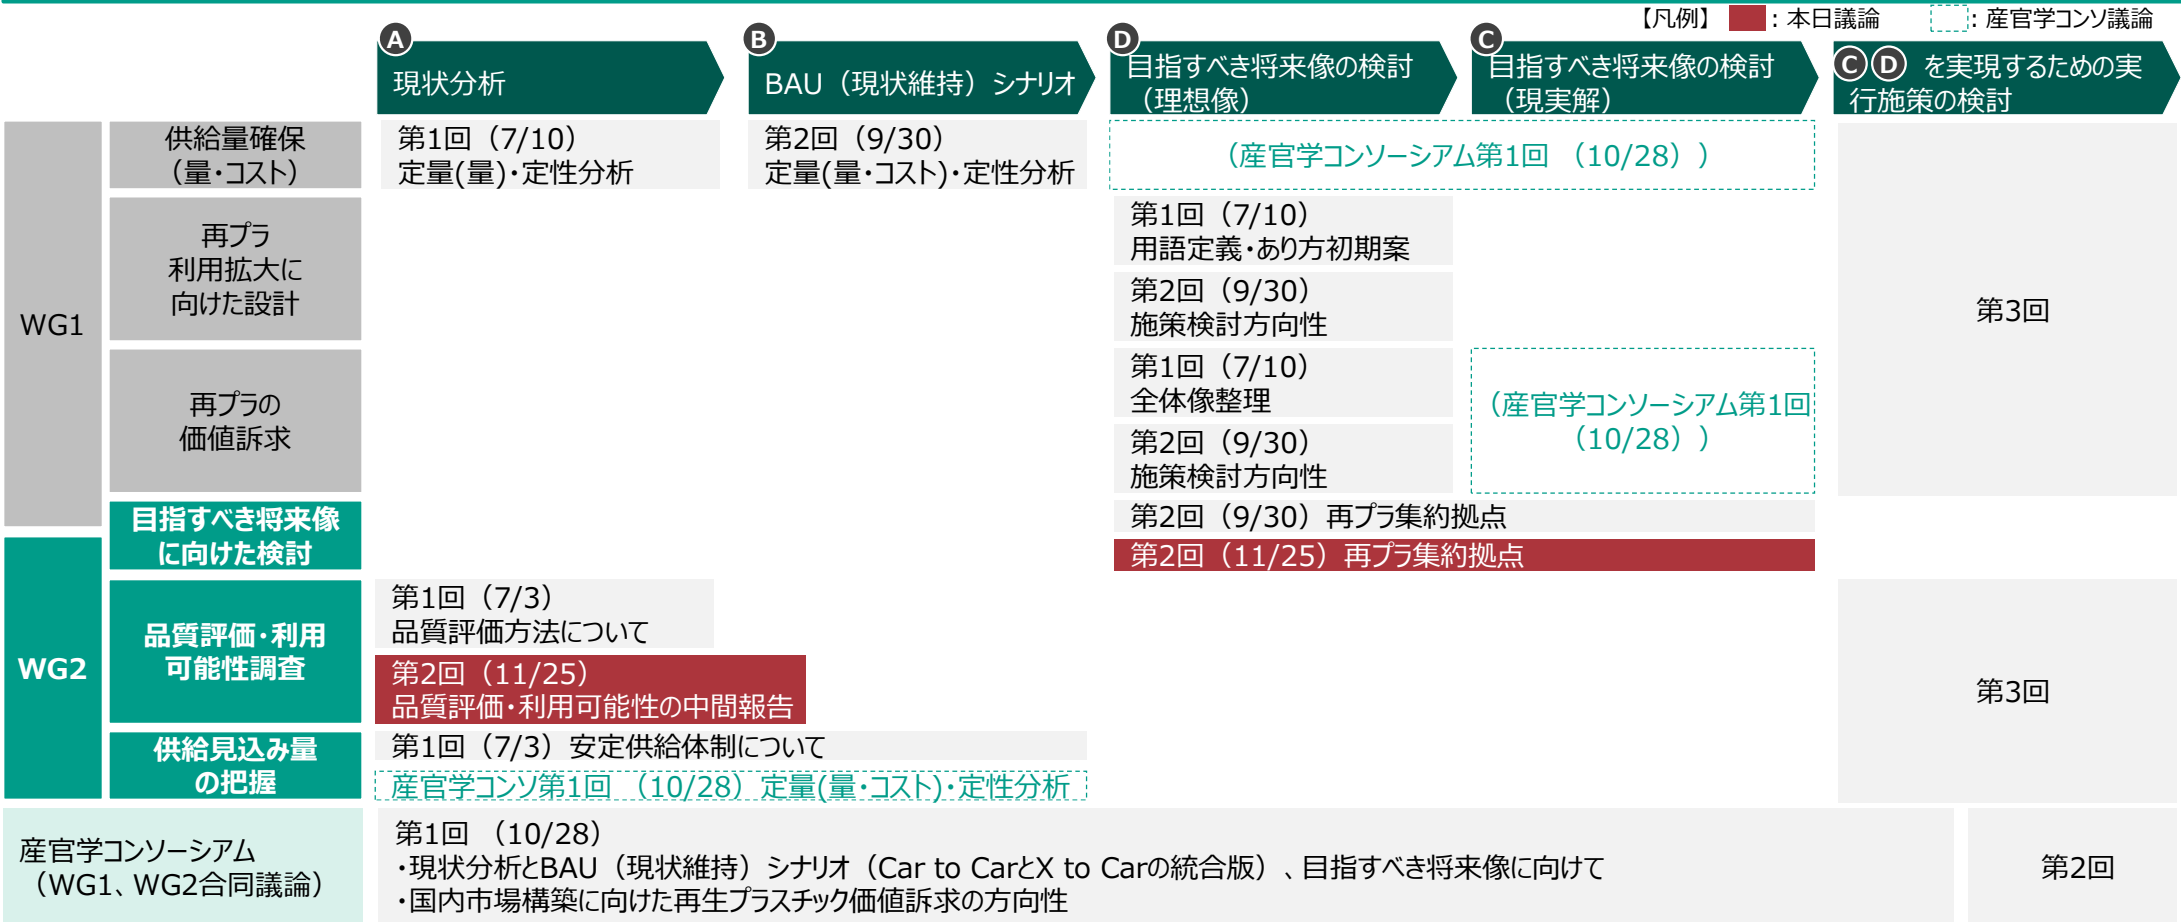 【凡例】 ：本日議論 ：産官学コンソ議論
A
現状分析
B
BAU（現状維持）シナリオ
D
目指すべき将来像の検討
（理想像）
C
目指すべき将来像の検討
（現実解）
C D を実現するための実
行施策の検討
WG1
供給量確保
（量・コスト）
第1回（7/10）
定量(量)・定性分析
第2回（9/30）
定量(量・コスト)・定性分析
（産官学コンソーシアム第1回 （10/28））
第3回
再プラ
利用拡大に
向けた設計
第1回（7/10）
用語定義・あり方初期案
第2回（9/30）
施策検討方向性
再プラの
価値訴求
第1回（7/10）
全体像整理
第2回（9/30）
施策検討方向性
（産官学コンソーシアム第1回
（10/28））
目指すべき将来像
に向けた検討
第2回（9/30）再プラ集約拠点
第2回（11/25）再プラ集約拠点
WG2
品質評価・利用
可能性調査
第1回（7/3）
品質評価方法について
第2回（11/25）
品質評価・利用可能性の中間報告
第3回
供給見込み量
の把握
第1回（7/3）安定供給体制について
産官学コンソ第1回 （10/28）定量(量・コスト)・定性分析
産官学コンソーシアム
（WG1、WG2合同議論）
第1回 （10/28）
・現状分析とBAU（現状維持）シナリオ（Car to CarとX to Carの統合版）、目指すべき将来像に向けて
・国内市場構築に向けた再生プラスチック価値訴求の方向性
第2回